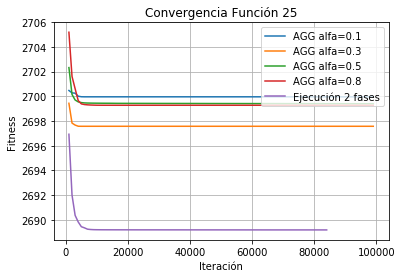 Convergencia Función 25
2706
2704
2702
2700
2698
2696
2694
2692
2690
Fitness
AGG alfa=0.1
AGG alfa=0.3
AGG alfa=0.5
AGG alfa=0.8
Ejecución 2 fases
0 20000 40000 60000 80000 100000
Iteración